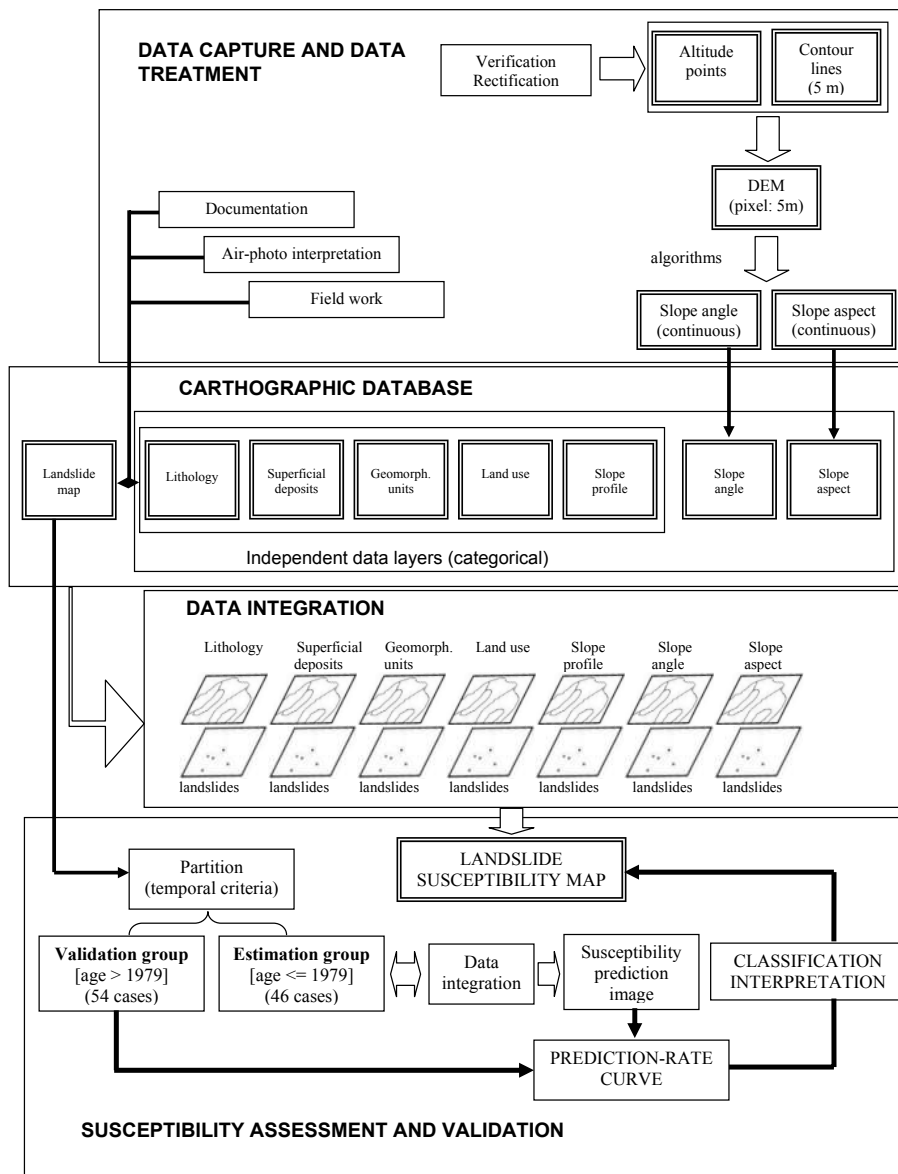 DATA CAPTURE AND DATA
TREATMENT
Verification
Rectification
Altitude
points
Contour
lines
(5 m)
DEM
(pixel: 5m)
Documentation
Air-photo interpretation
Field work
algorithms
Slope angle
(continuous)
Slope aspect
(continuous)
CARTHOGRAPHIC DATABASE
Landslide
map
Lithology
Superficial
deposits
Geomorph.
units
Land use
Slope
profile
Slope
angle
Slope
aspect
Independent data layers (categorical)
DATA INTEGRATION
Lithology
Superficial
deposits
Geomorph.
units
Land use
Slope
profile
Slope
angle
Slope
aspect
landslides
landslides
landslides
landslides
landslides
landslides
landslides
Partition
(temporal criteria)
LANDSLIDE
SUSCEPTIBILITY MAP
Validation group
[age > 1979]
(54 cases)
Estimation group
[age <= 1979]
(46 cases)
Data
integration
Susceptibility
prediction
image
CLASSIFICATION
INTERPRETATION
PREDICTION-RATE
CURVE
SUSCEPTIBILITY ASSESSMENT AND VALIDATION